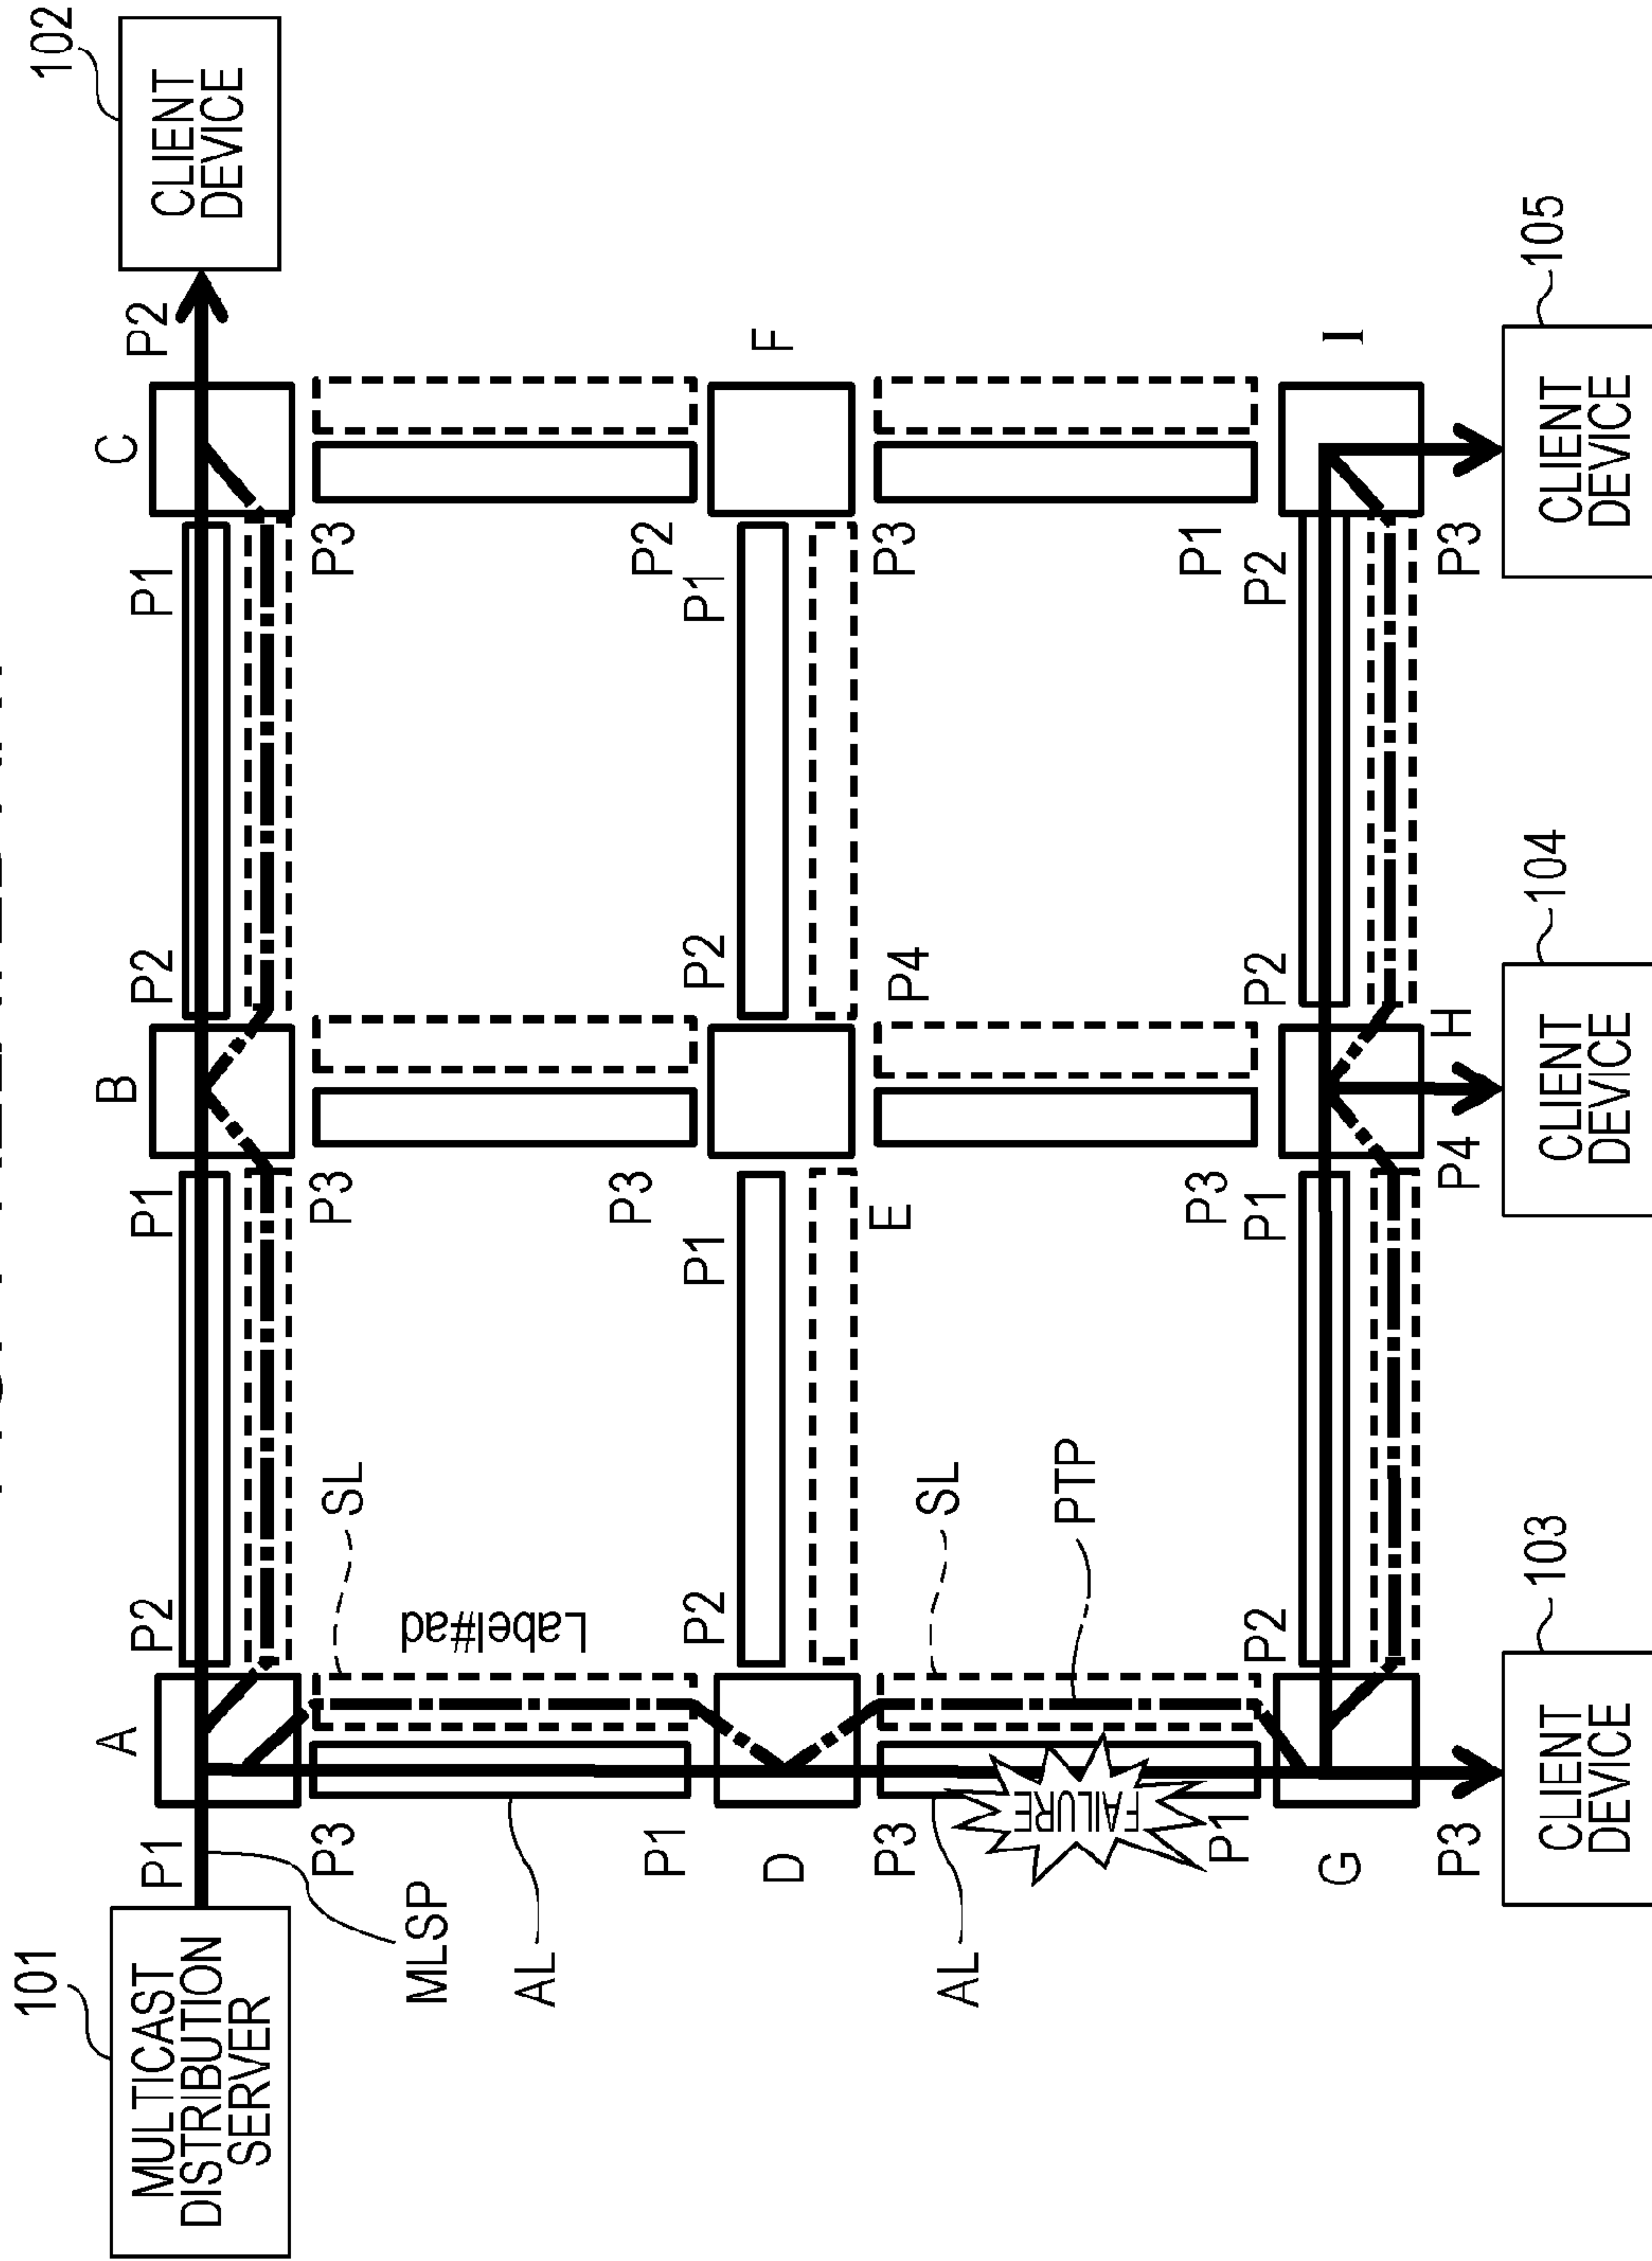 101
102
MULTICAST
DISTRIBUTION
SERVER
CLIENT
DEVICE
A
B
C
P1
P2
P1
P2
P1
P2
P3
SL
P3
P3
MLSP
AL
Label#ad
P1
P3
P2
D
P2
P1
P2
P1
F
P3
E
P4
P3
AL
SL
FAILURE
PTP
P1
P3
P1
G
P2
P1
P2
P2
I
P3
P4
H
P3
103
104
105
CLIENT
DEVICE
CLIENT
DEVICE
CLIENT
DEVICE